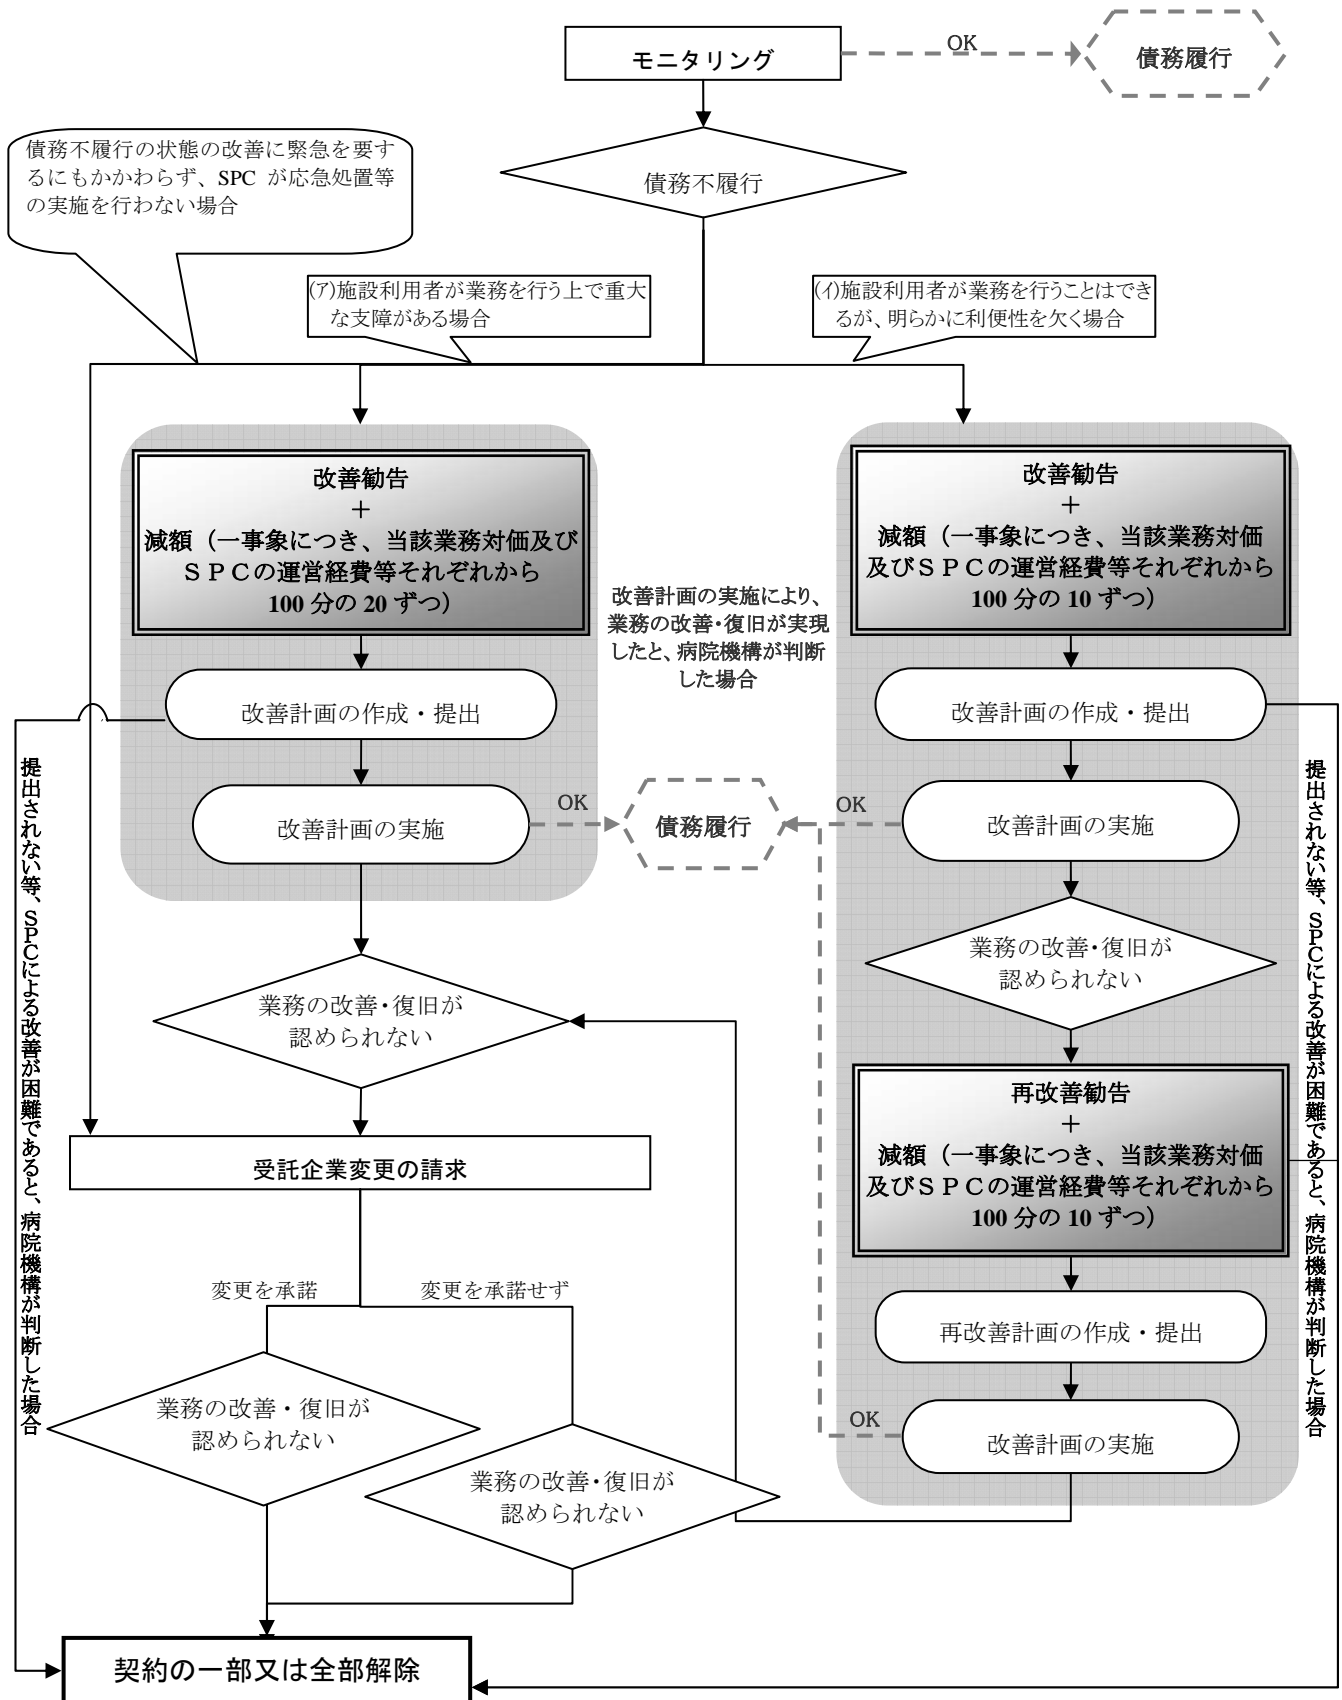 モニタリング
OK
債務履行
債務不履行の状態の改善に緊急を要す
るにもかかわらず、SPC が応急処置等
の実施を行わない場合
債務不履行
(ア)施設利用者が業務を行う上で重大
な支障がある場合
(イ)施設利用者が業務を行うことはでき
るが、明らかに利便性を欠く場合
改善勧告
＋
減額（一事象につき、当該業務対価及び
ＳＰＣの運営経費等それぞれから
100 分の 20 ずつ）
改善計画の作成・提出
改善計画の実施
OK
改善計画の実施により、
業務の改善・復旧が実現
したと、病院機構が判断
した場合
債務履行
改善勧告
＋
減額（一事象につき、当該業務対価
及びＳＰＣの運営経費等それぞれから
100 分の 10 ずつ）
改善計画の作成・提出
OK
改善計画の実施
業務の改善・復旧が
認められない
再改善勧告
＋
減額（一事象につき、当該業務対価
及びＳＰＣの運営経費等それぞれから
100 分の 10 ずつ）
再改善計画の作成・提出
OK
改善計画の実施
提出されない等、SPCによる改善が困難であると、病院機構が判断した場合
提出されない等、SPCによる改善が困難であると、病院機構が判断した場合
業務の改善・復旧が
認められない
受託企業変更の請求
変更を承諾
変更を承諾せず
業務の改善・復旧が
認められない
業務の改善・復旧が
認められない
契約の一部又は全部解除